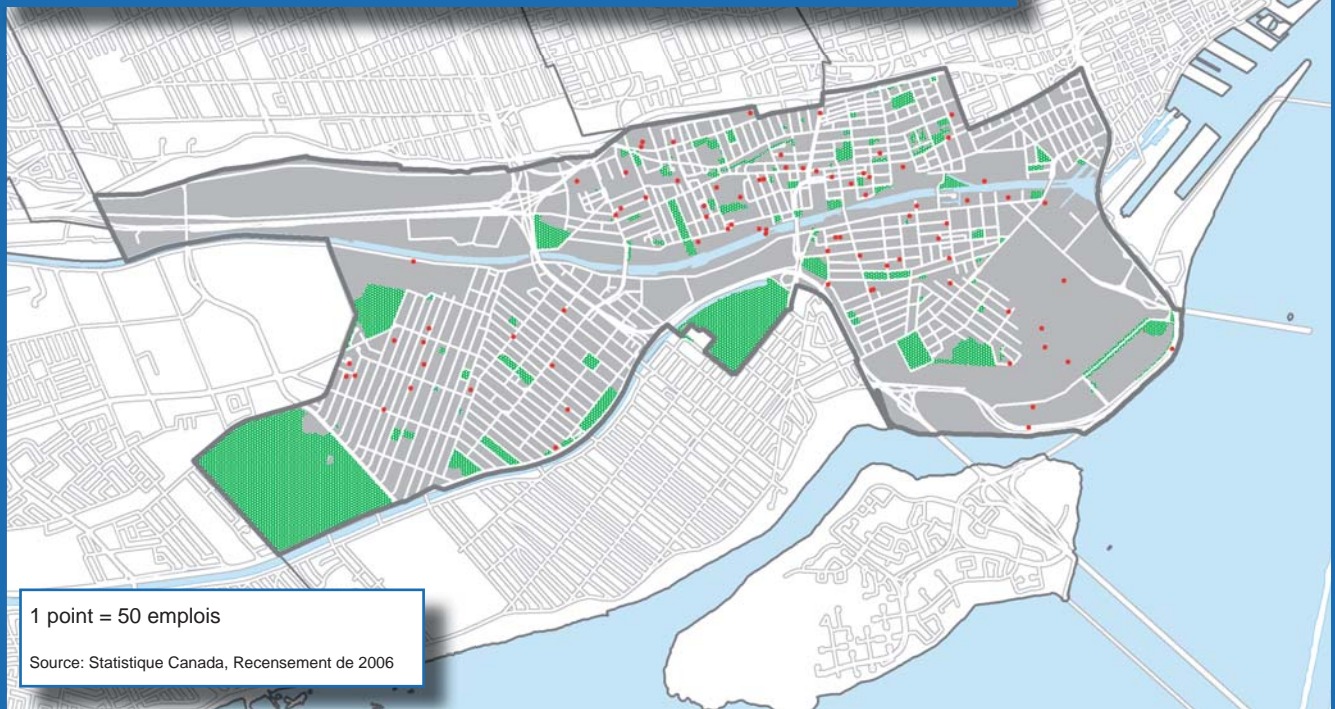 1 point = 50 emplois
Source: Statistique Canada, Recensement de 2006